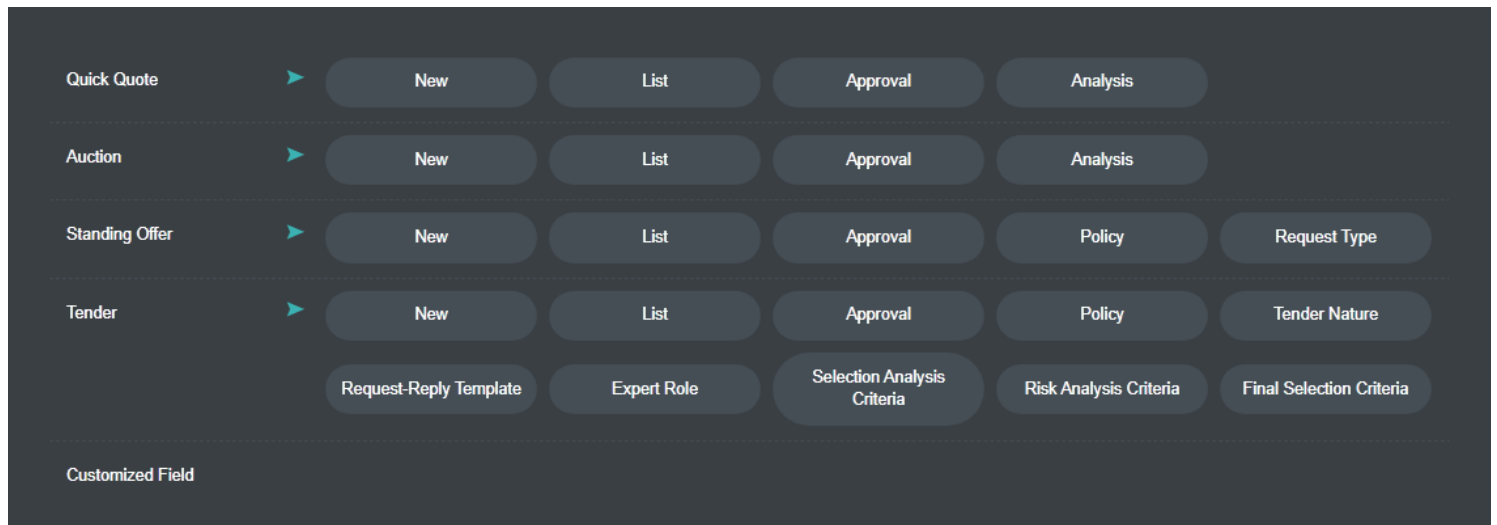 Quick Quote New List Approval Analysis
Auction New List Approval Analysis
Standing Offer New List Approval Policy Request Type
Tender New List Approval Policy Tender Nature
Request-Reply Template Expert Role Selection Analysis Criteria Risk Analysis Criteria Final Selection Criteria
Customized Field